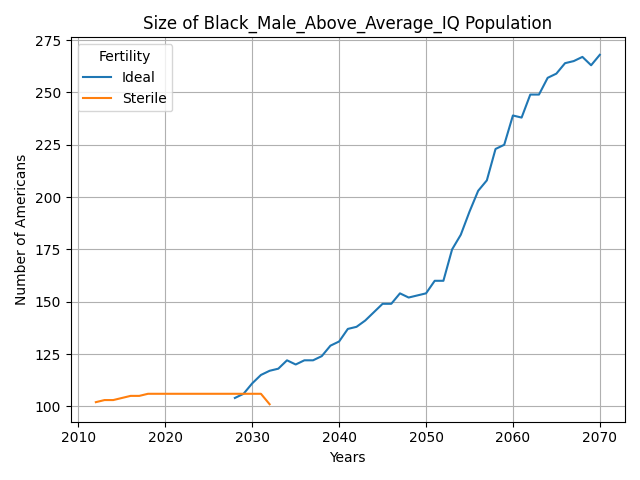 Size of Black_Male_Above_Average_IQ Population
Number of Americans
275
250
225
200
175
150
125
100
Fertility
Ideal
Sterile
2010 2020 2030 2040 2050 2060 2070
Years